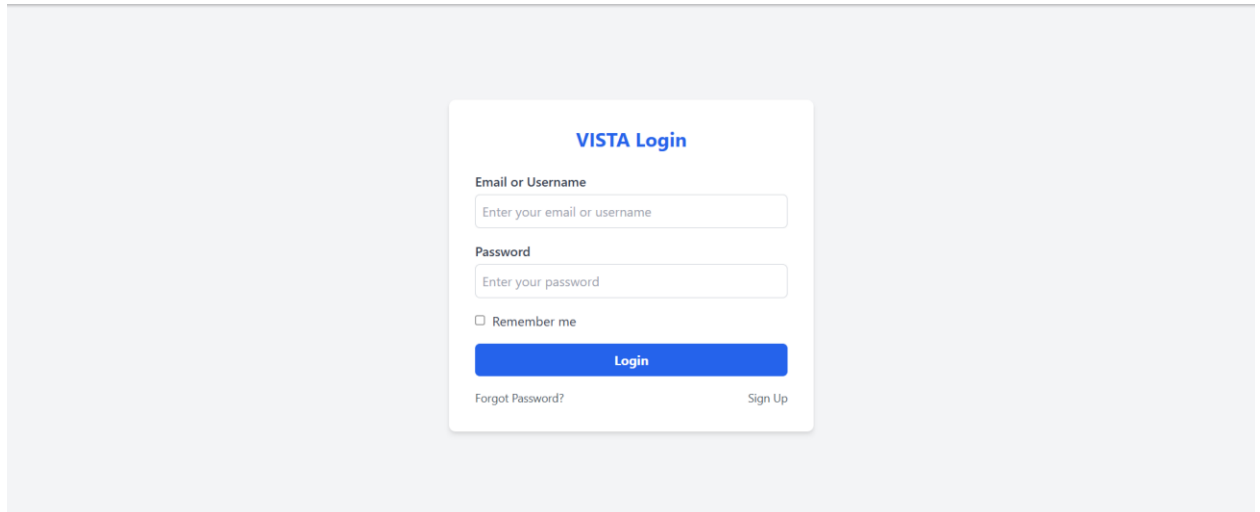 VISTA Login
Email or Username
Enter your email or username
Password
Enter your password
Remember me
Login
Forgot Password? Sign Up